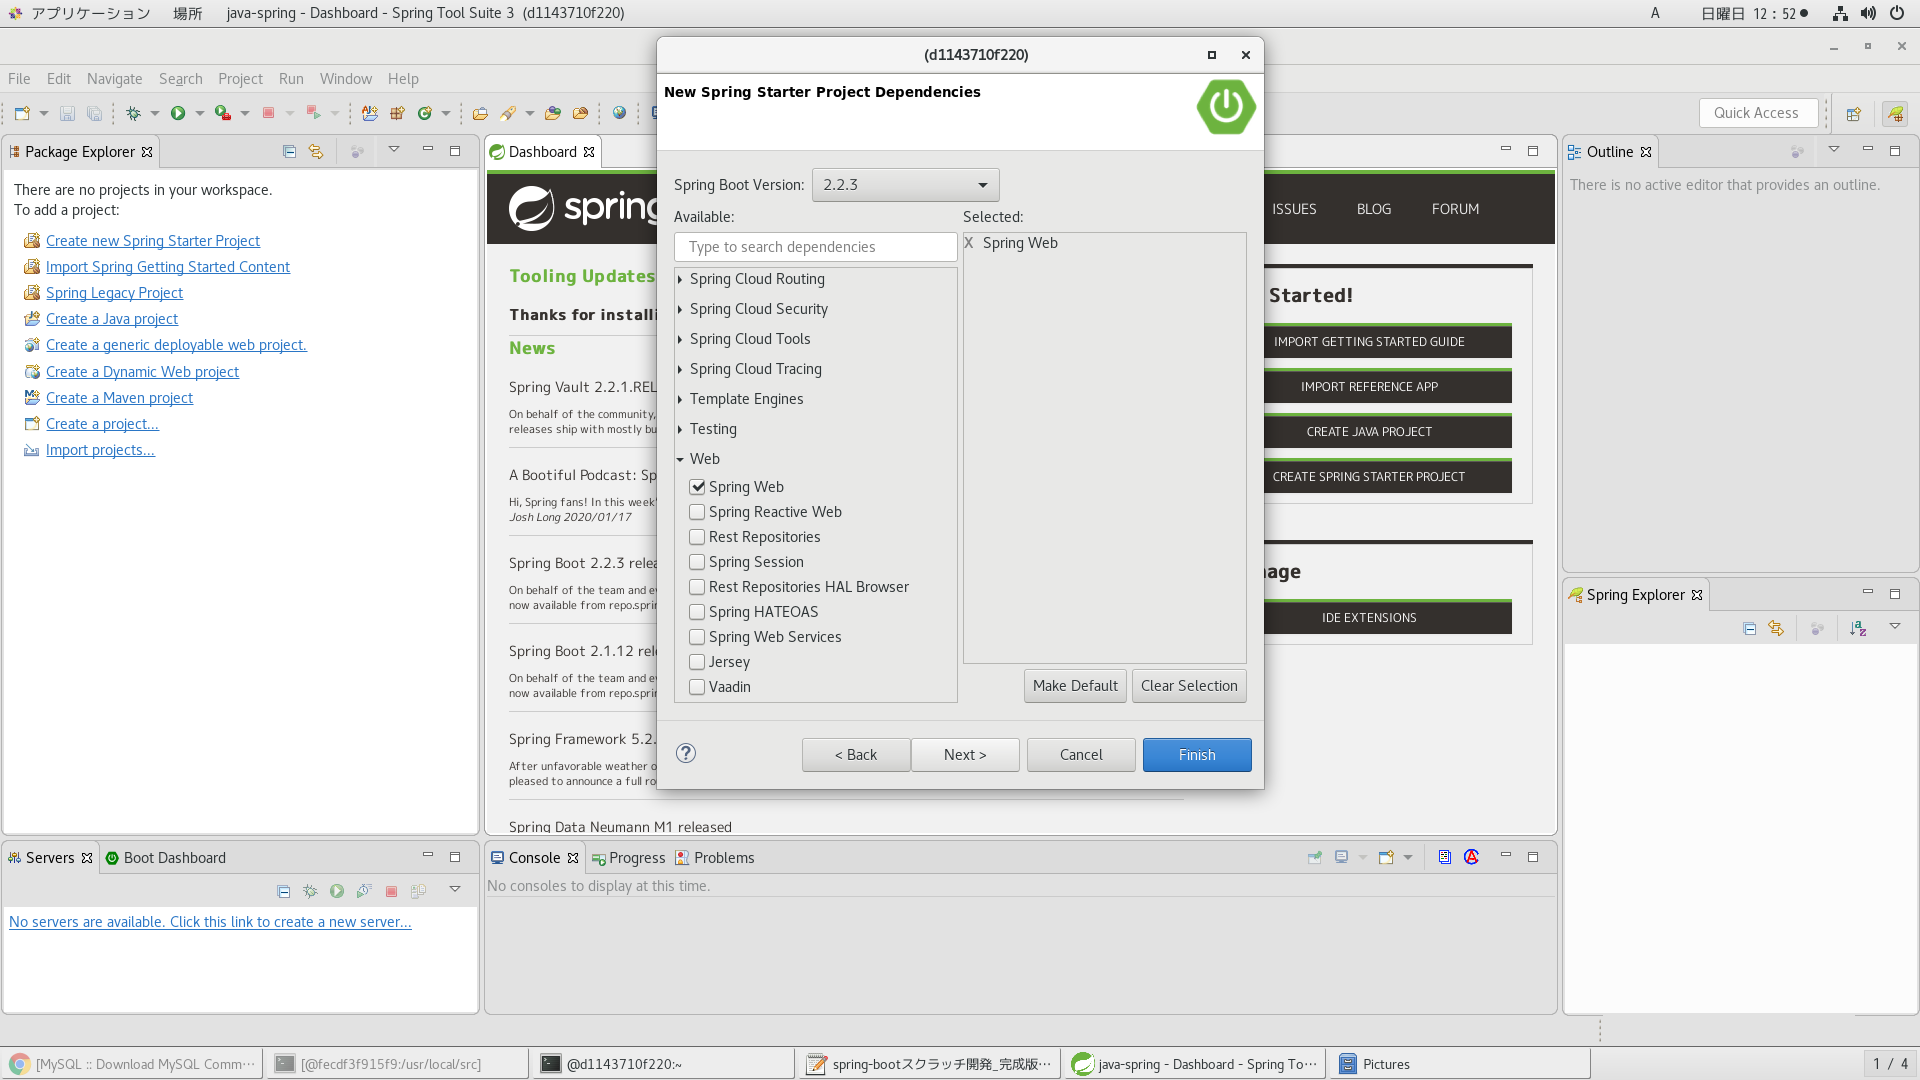 アプリケーション 場所 java-spring - Dashboard - Spring Tool Suite 3 (d1143710f220) A 日曜日 12：52
(d1143710f220)
File Edit Navigate Search Project Run Window Help
Quick Access
New Spring Starter Project Dependencies
Package Explorer
There are no projects in your workspace.
To add a project:
Create new Spring Starter Project
Import Spring Getting Started Content
Spring Legacy Project
Create a Java project
Create a generic deployable web project.
Create a Dynamic Web project
Create a Maven project
Create a project...
Import projects...
Dashboard
spring
ISSUES BLOG FORUM
Tooling Updates
Thanks for installi
News
Spring Vault 2.2.1.REL
On behalf of the community,
releases ship with mostly bu
A Bootiful Podcast: Sp
Hi, Spring fans! In this week'
Josh Long 2020/01/17
Spring Boot 2.2.3 relea
On behalf of the team and ev
now available from repo.sprin
Spring Boot 2.1.12 rele
On behalf of the team and ev
now available from repo.sprin
Spring Framework 5.2.
After unfavorable weather o
pleased to announce a full ro
Spring Data Neumann M1 released
Spring Boot Version: 2.2.3
Available:
Type to search dependencies
Spring Cloud Routing
Spring Cloud Security
Spring Cloud Tools
Spring Cloud Tracing
Template Engines
Testing
Web
Spring Web
Spring Reactive Web
Rest Repositories
Spring Session
Rest Repositories HAL Browser
Spring HATEOAS
Spring Web Services
Jersey
Vaadin
Selected:
X Spring Web
Make Default Clear Selection
< Back Next > Cancel Finish
Started!
IMPORT GETTING STARTED GUIDE
IMPORT REFERENCE APP
CREATE JAVA PROJECT
CREATE SPRING STARTER PROJECT
age
IDE EXTENSIONS
Outline
There is no active editor that provides an outline.
Spring Explorer
Servers Boot Dashboard
No servers are available. Click this link to create a new server...
Console Progress Problems
No consoles to display at this time.
[MySQL :: Download MySQL Comm… [@fecdf3f915f9:/usr/local/src] @d1143710f220:~ spring-bootスクラッチ開発_完成版… java-spring - Dashboard - Spring To… Pictures 1 / 4